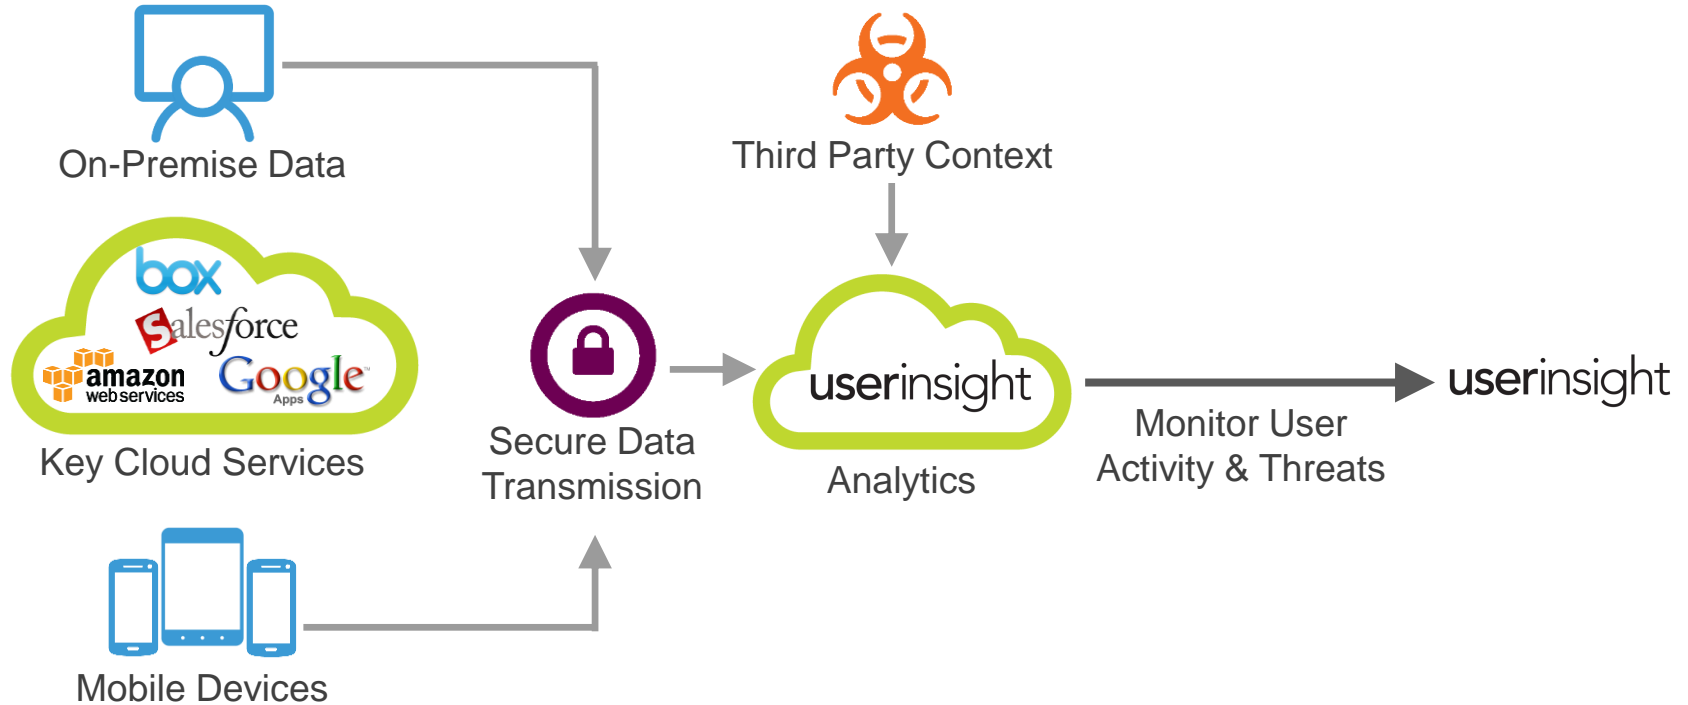 On-Premise Data
box
salesforce
amazon
web services
Google™
Apps
Key Cloud Services
Mobile Devices
Secure Data
Transmission
Third Party Context
userinsight
Analytics
Monitor User
Activity & Threats
userinsight